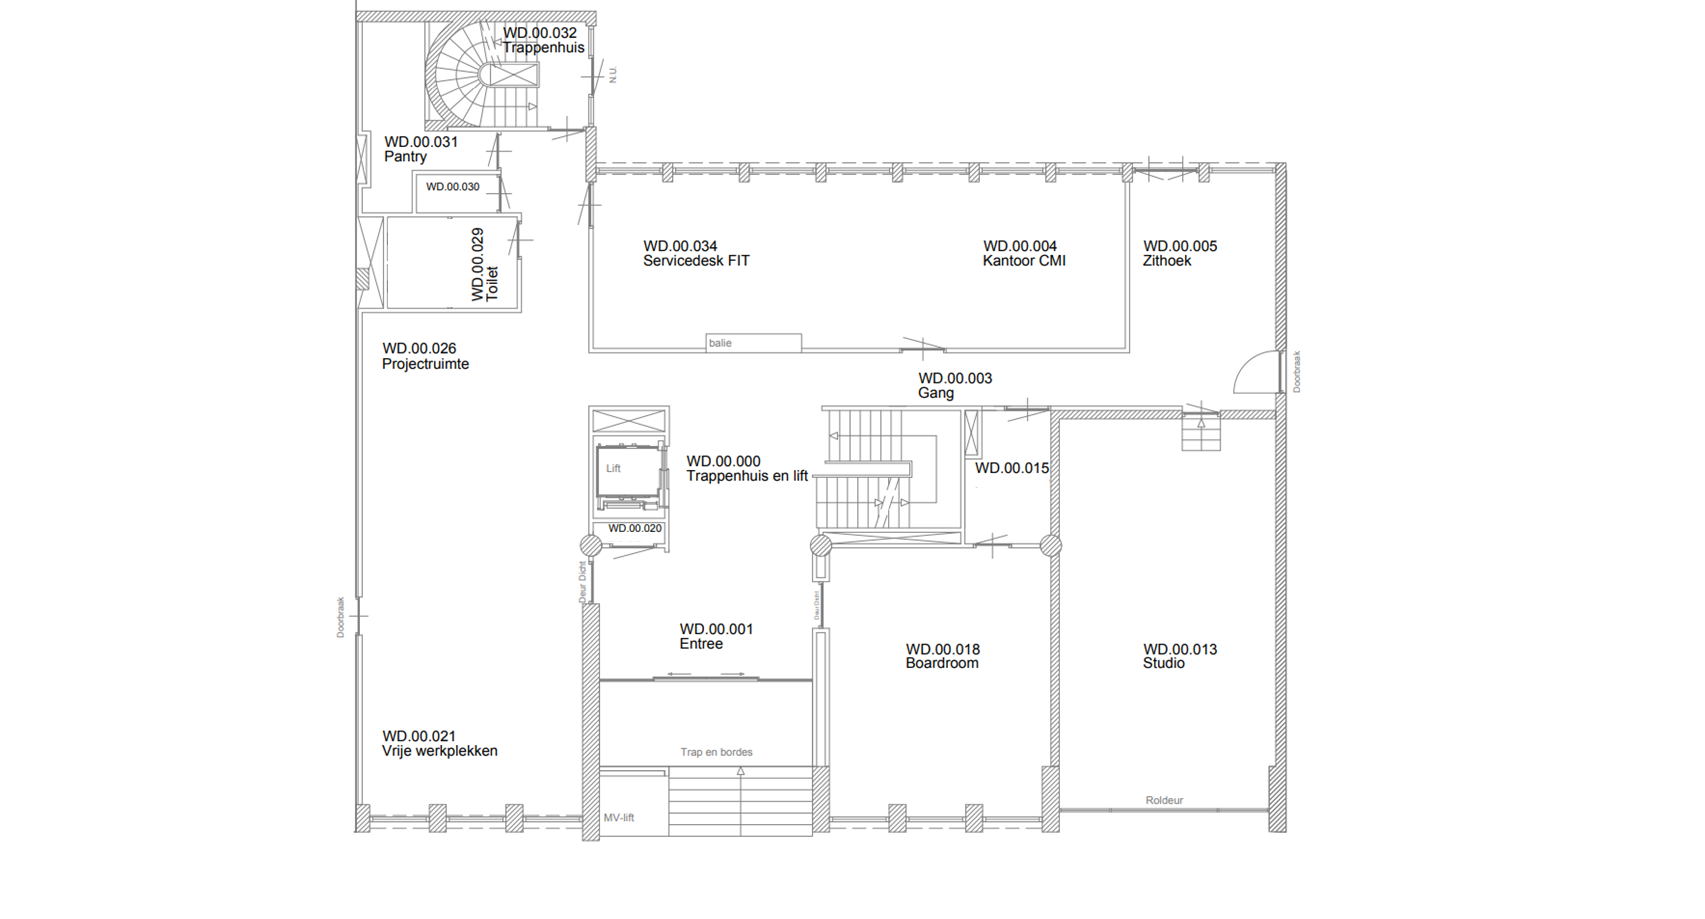 WD.00.032
Trappenhuis
N.U.
WD.00.031
Pantry
WD.00.030
WD.00.029
Toilet
WD.00.034
Servicedesk FIT
WD.00.004
Kantoor CMI
WD.00.005
Zithoek
balie
WD.00.026
Projectruimte
WD.00.003
Gang
Doorbraak
Lift
WD.00.000
Trappenhuis en lift
WD.00.015
WD.00.020
Deur Dicht
Deur Dicht
Doorbraak
WD.00.001
Entree
WD.00.018
Boardroom
WD.00.013
Studio
WD.00.021
Vrije werkplekken
Trap en bordes
MV-lift
Roldeur